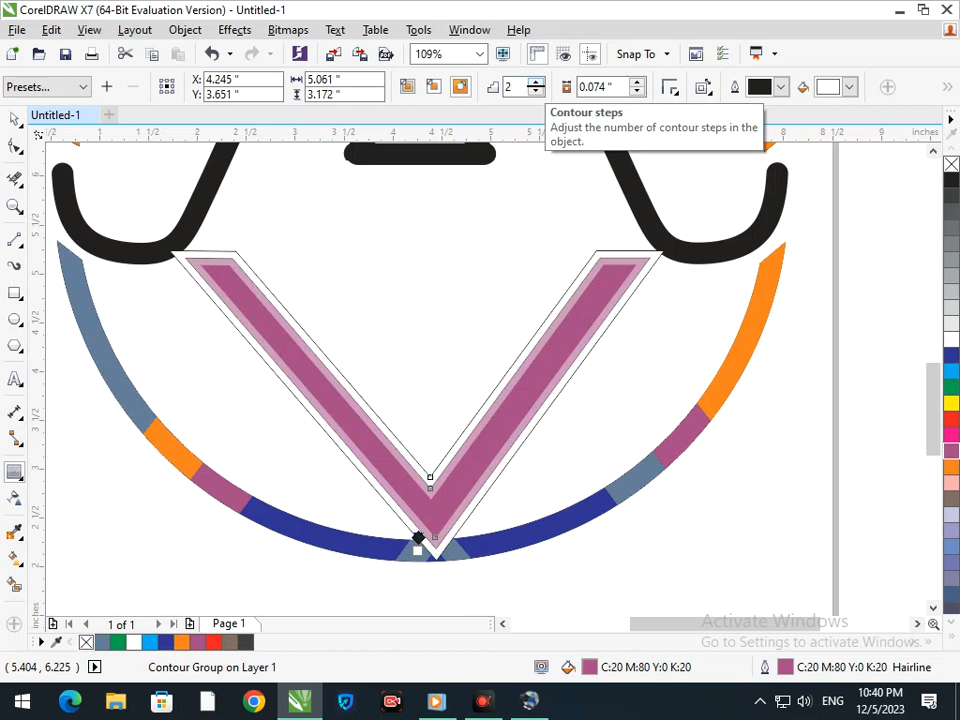 CorelDRAW X7 (64-Bit Evaluation Version) - Untitled-1
File Edit View Layout Object Effects Bitmaps Text Table Tools Window Help
109% Snap To
Presets... X: 4.245 " 5.061 " 2 0.074 "
Y: 3.651 " 3.172 "
Contour steps
Adjust the number of contour steps in the
object.
Untitled-1
inches
inches
1 of 1 Page 1
Activate Windows
Go to Settings to activate Windows.
( 5.404 , 6.225 ) Contour Group on Layer 1 C:20 M:80 Y:0 K:20 C:20 M:80 Y:0 K:20 Hairline
ENG 10:40 PM
12/5/2023